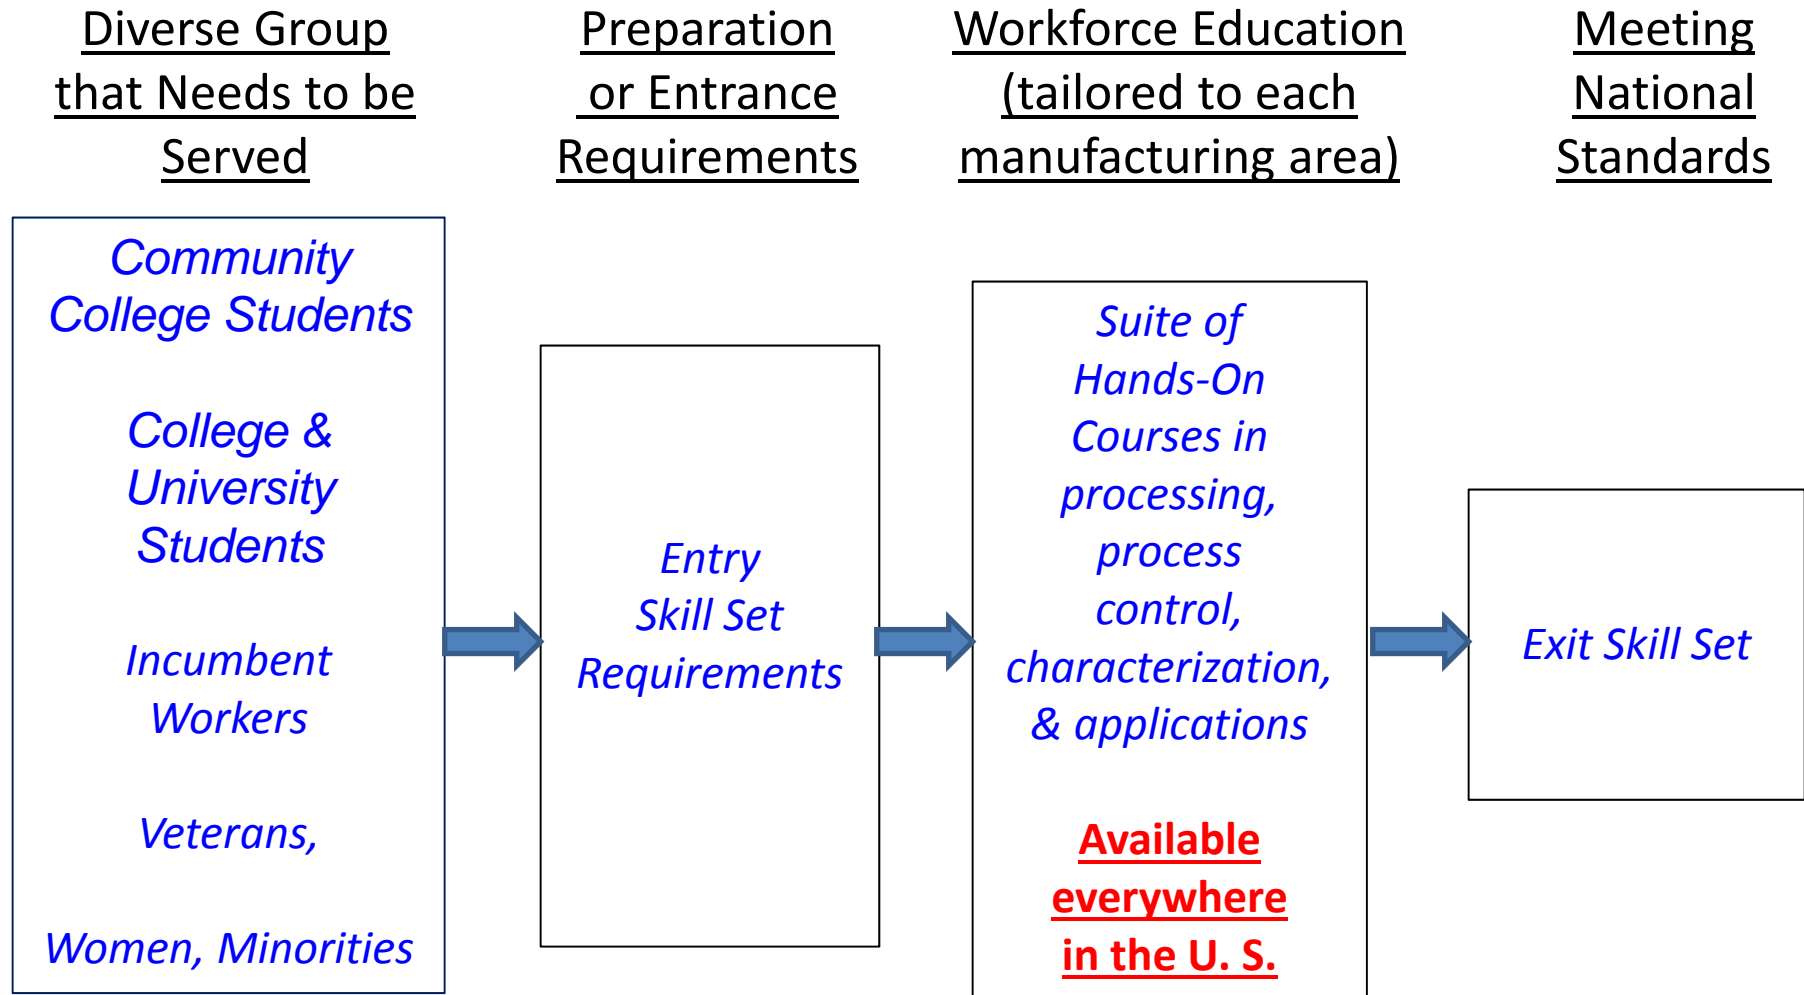 Diverse Group
that Needs to be
Served
Preparation
or Entrance
Requirements
Workforce Education
(tailored to each
manufacturing area)
Meeting
National
Standards
Community
College Students
College &
University
Students
Incumbent
Workers
Veterans,
Women, Minorities
Entry
Skill Set
Requirements
Suite of
Hands-On
Courses in
processing,
process
control,
characterization,
& applications
Available
everywhere
in the U. S.
Exit Skill Set